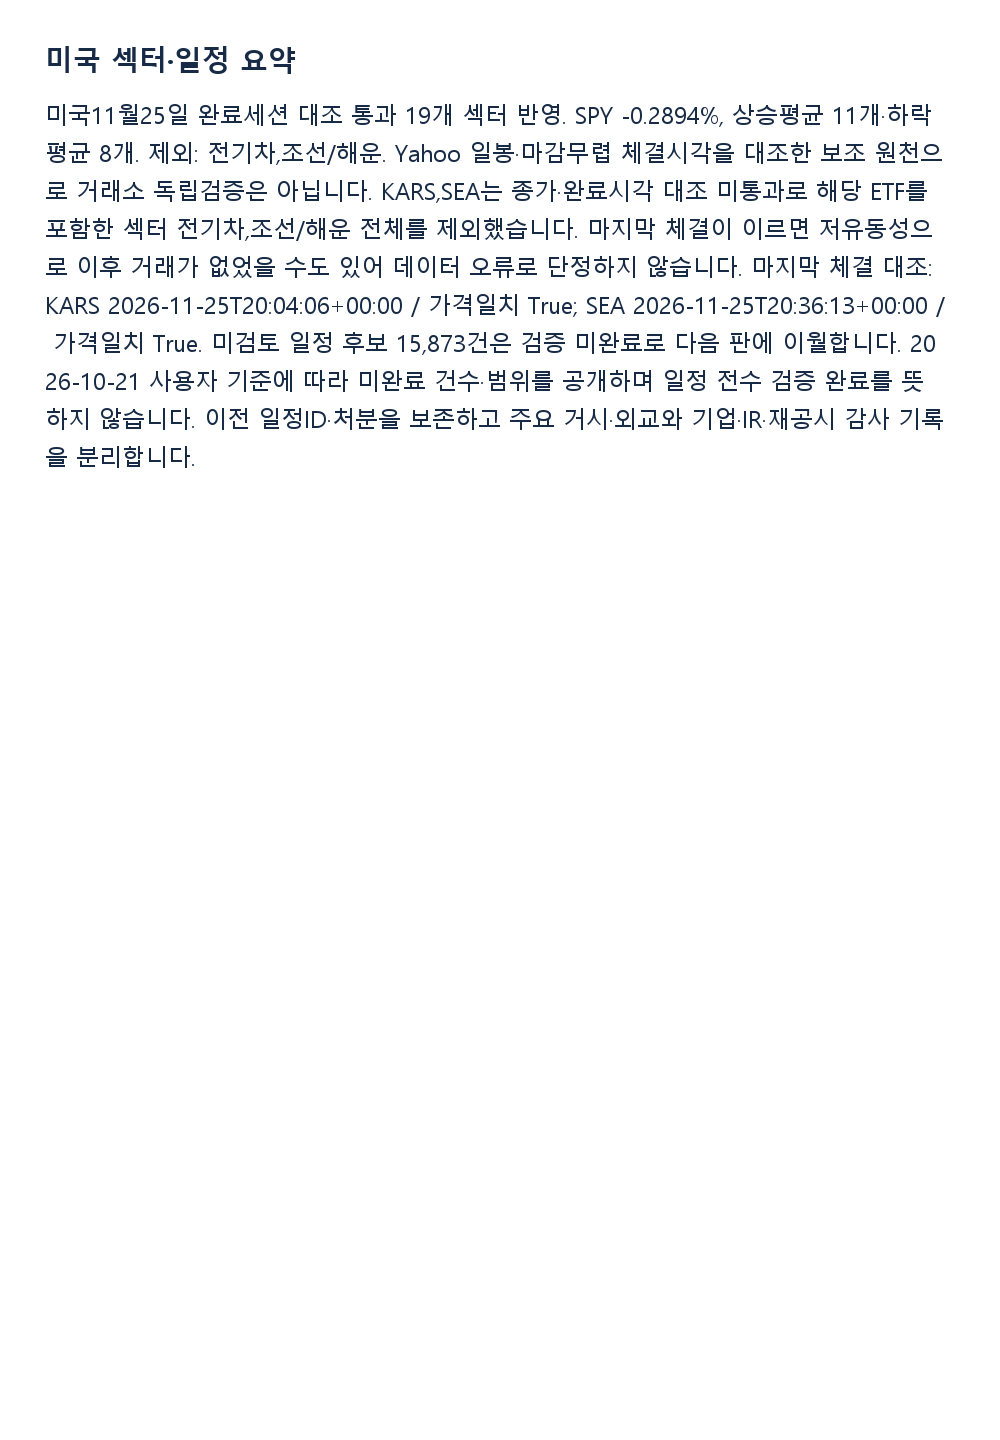 미국 섹터·일정 요약
미국11월25일 완료세션 대조 통과 19개 섹터 반영. SPY -0.2894%, 상승평균 11개·하락
평균 8개. 제외: 전기차,조선/해운. Yahoo 일봉·마감무렵 체결시각을 대조한 보조 원천으
로 거래소 독립검증은 아닙니다. KARS,SEA는 종가·완료시각 대조 미통과로 해당 ETF를
포함한 섹터 전기차,조선/해운 전체를 제외했습니다. 마지막 체결이 이르면 저유동성으
로 이후 거래가 없었을 수도 있어 데이터 오류로 단정하지 않습니다. 마지막 체결 대조:
KARS 2026-11-25T20:04:06+00:00 / 가격일치 True; SEA 2026-11-25T20:36:13+00:00 /
가격일치 True. 미검토 일정 후보 15,873건은 검증 미완료로 다음 판에 이월합니다. 20
26-10-21 사용자 기준에 따라 미완료 건수·범위를 공개하며 일정 전수 검증 완료를 뜻
하지 않습니다. 이전 일정ID·처분을 보존하고 주요 거시·외교와 기업·IR·재공시 감사 기록
을 분리합니다.